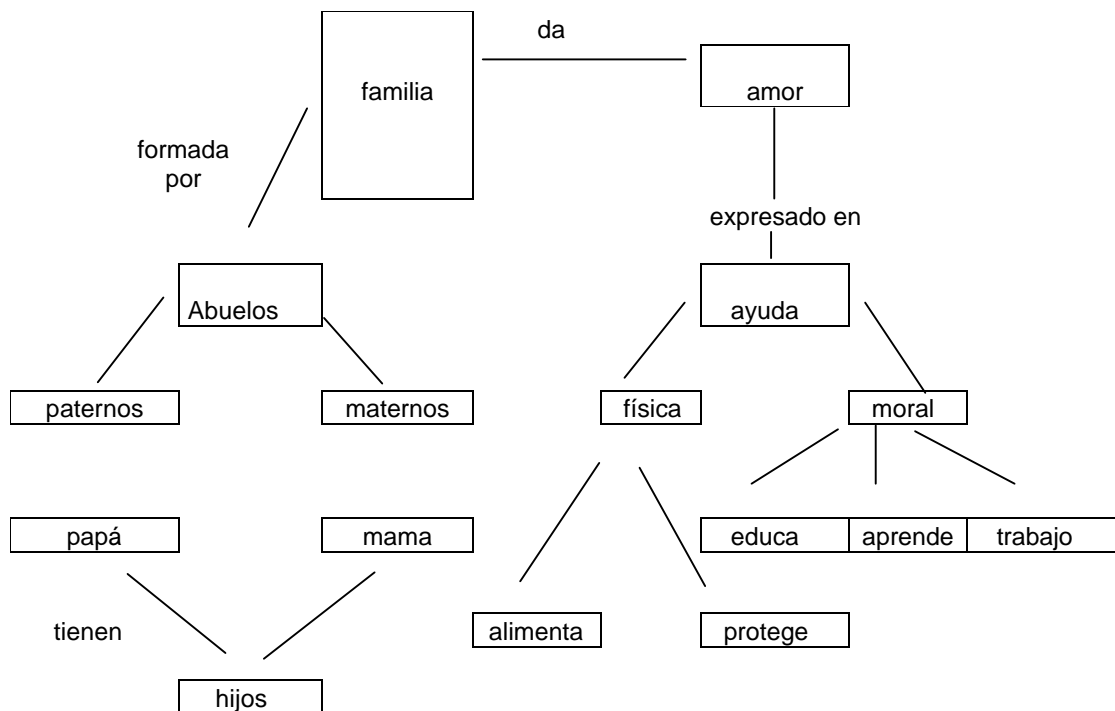 da
familia
amor
formada
por
expresado en
Abuelos
ayuda
paternos
maternos
física
moral
papá
mama
educa
aprende
trabajo
tienen
alimenta
protege
hijos